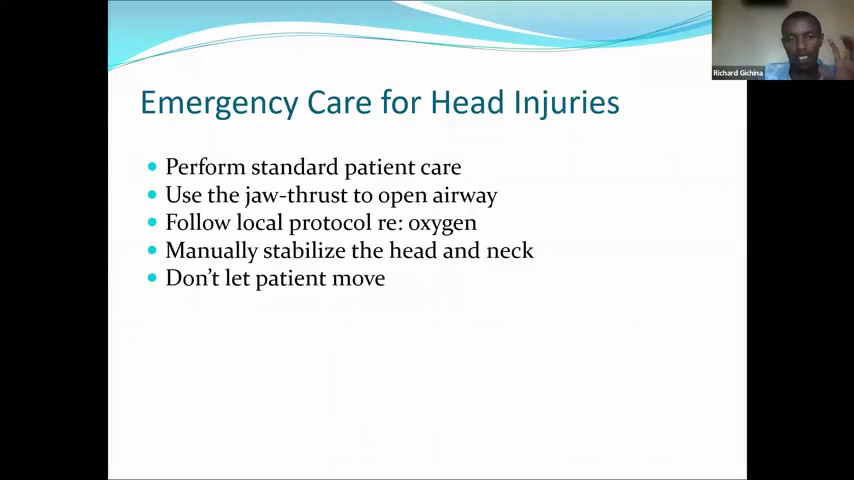 Richard Gichina
Emergency Care for Head Injuries
Perform standard patient care
Use the jaw-thrust to open airway
Follow local protocol re: oxygen
Manually stabilize the head and neck
Don't let patient move